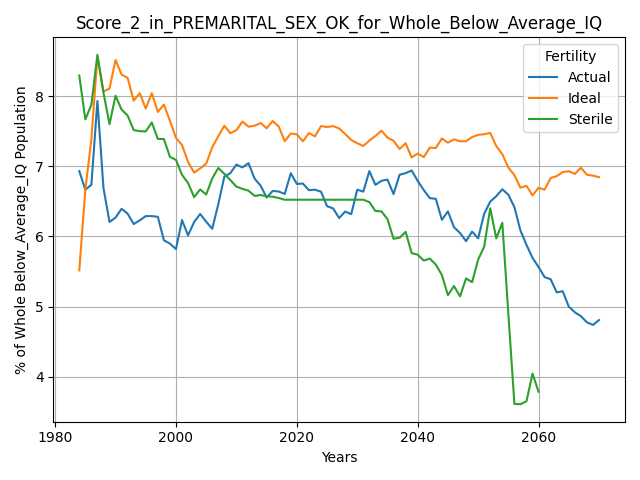 Score_2_in_PREMARITAL_SEX_OK_for_Whole_Below_Average_IQ
Fertility
Actual
Ideal
Sterile
% of Whole Below_Average_IQ Population
8
7
6
5
4
1980
2000
2020
2040
2060
Years